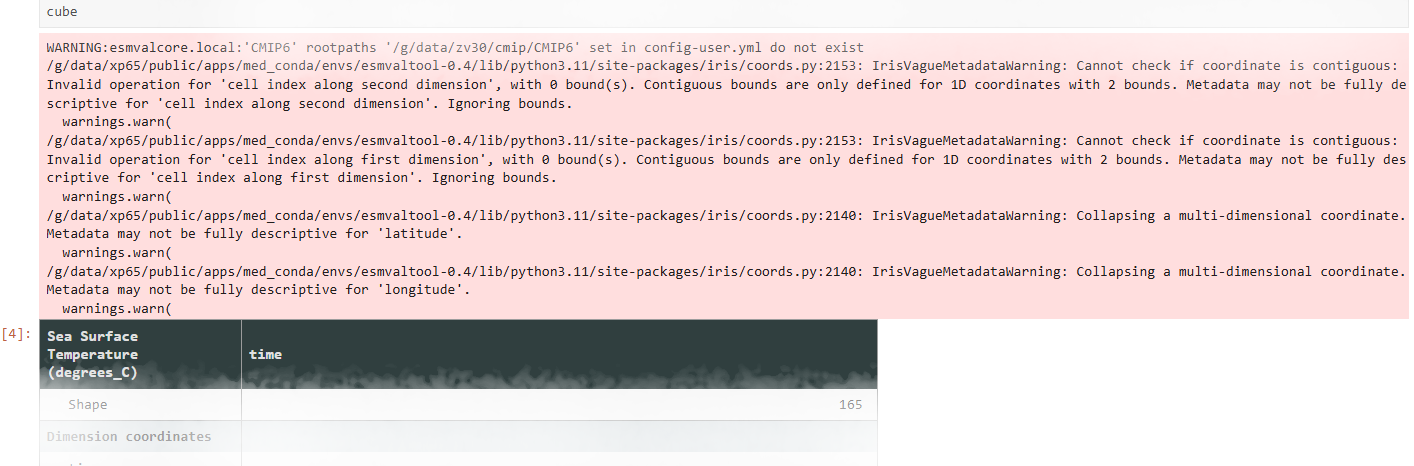 cube
WARNING:esmvalcore.local:'CMIP6' rootpaths '/g/data/zv30/cmip/CMIP6' set in config-user.yml do not exist
/g/data/xp65/public/apps/med_conda/envs/esmvaltool-0.4/lib/python3.11/site-packages/iris/coords.py:2153: IrisVagueMetadataWarning: Cannot check if coordinate is contiguous:
Invalid operation for 'cell index along second dimension', with 0 bound(s). Contiguous bounds are only defined for 1D coordinates with 2 bounds. Metadata may not be fully de
scriptive for 'cell index along second dimension'. Ignoring bounds.
warnings.warn(
/g/data/xp65/public/apps/med_conda/envs/esmvaltool-0.4/lib/python3.11/site-packages/iris/coords.py:2153: IrisVagueMetadataWarning: Cannot check if coordinate is contiguous:
Invalid operation for 'cell index along first dimension', with 0 bound(s). Contiguous bounds are only defined for 1D coordinates with 2 bounds. Metadata may not be fully des
criptive for 'cell index along first dimension'. Ignoring bounds.
warnings.warn(
/g/data/xp65/public/apps/med_conda/envs/esmvaltool-0.4/lib/python3.11/site-packages/iris/coords.py:2140: IrisVagueMetadataWarning: Collapsing a multi-dimensional coordinate.
Metadata may not be fully descriptive for 'latitude'.
warnings.warn(
/g/data/xp65/public/apps/med_conda/envs/esmvaltool-0.4/lib/python3.11/site-packages/iris/coords.py:2140: IrisVagueMetadataWarning: Collapsing a multi-dimensional coordinate.
Metadata may not be fully descriptive for 'longitude'.
warnings.warn(
[4]:
Sea Surface
Temperature
(degrees_C)
time
Shape
165
Dimension coordinates